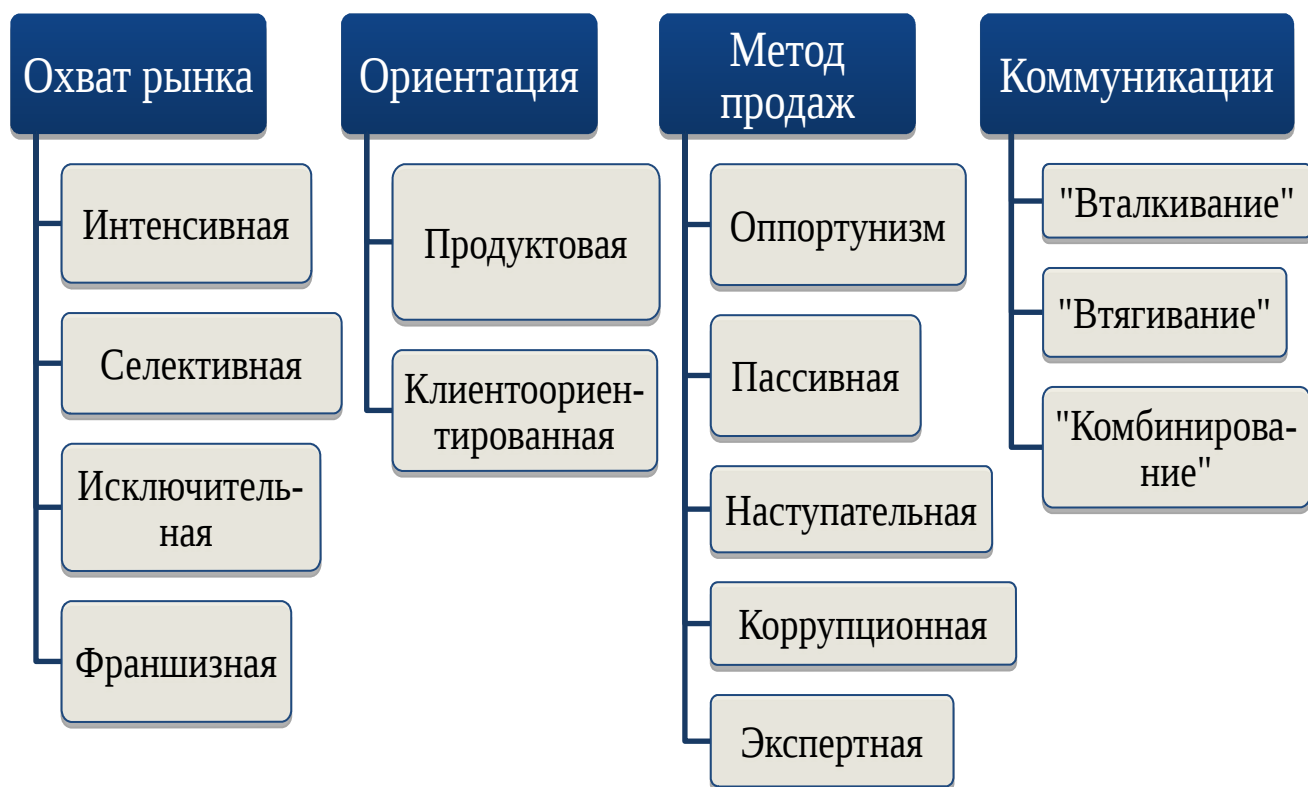 Охват рынка
Интенсивная
Селективная
Исключитель-
ная
Франшизная
Ориентация
Продуктовая
Клиентоориен-
тированная
Метод
продаж
Оппортунизм
Пассивная
Наступательная
Коррупционная
Экспертная
Коммуникации
"Вталкивание"
"Втягивание"
"Комбинирова-
ние"